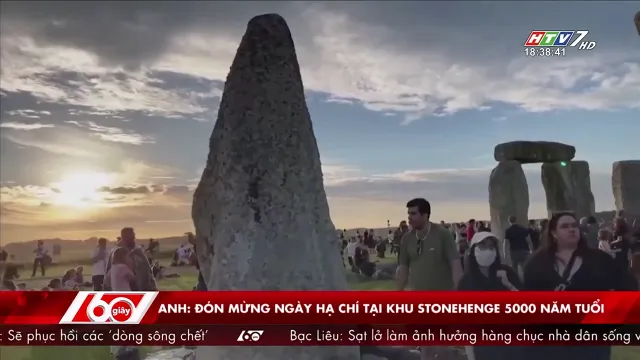 HTV7 HD
18:38:41
60 giây
ANH: ĐÓN MỪNG NGÀY HẠ CHÍ TẠI KHU STONEHENGE 5000 NĂM TUỔI
: Sẽ phục hồi các 'dòng sông chết' 60 Bạc Liêu: Sạt lở làm ảnh hưởng hàng chục nhà dân sống